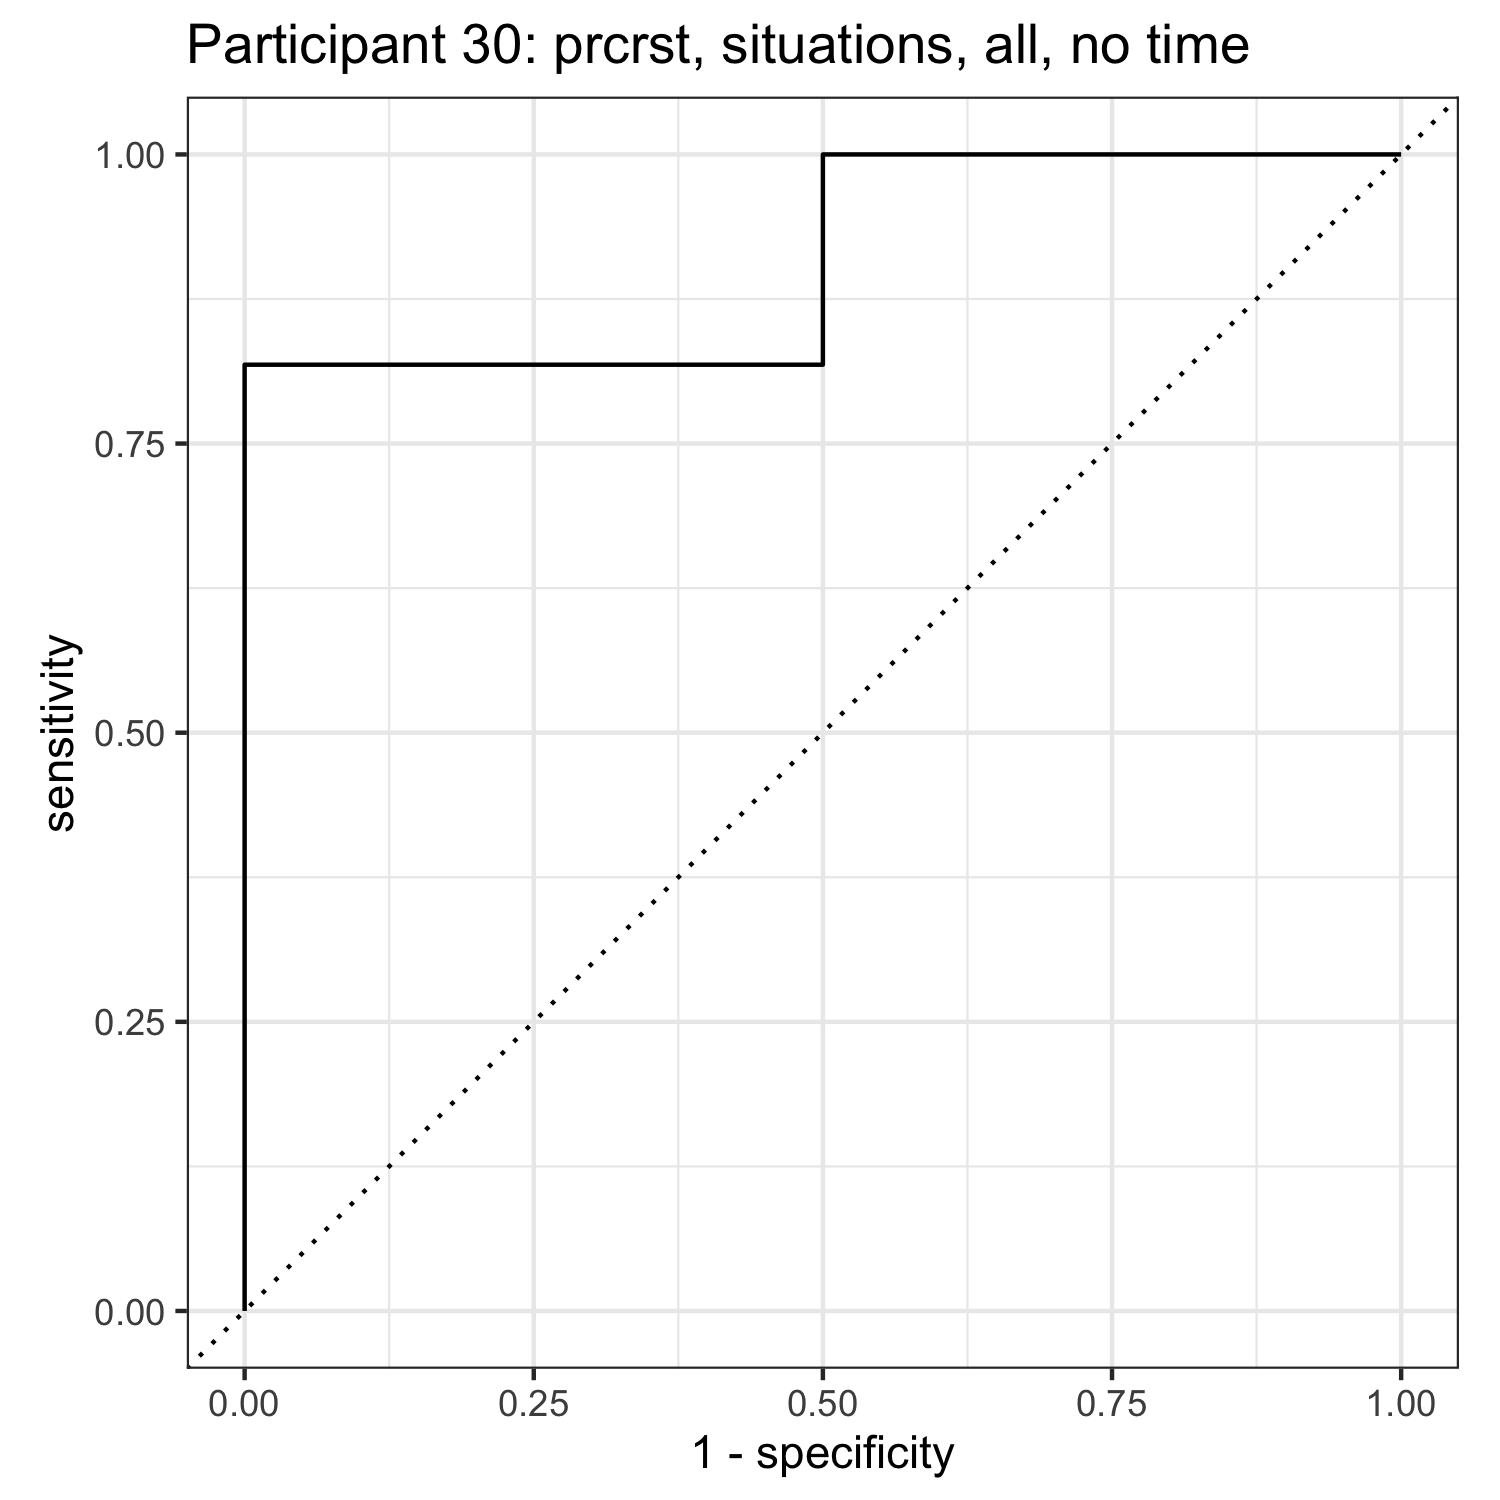 Participant 30: prcrst, situations, all, no time
1.00
0.75
0.50
0.25
0.00
sensitivity
0.00 0.25 0.50 0.75 1.00
1 - specificity